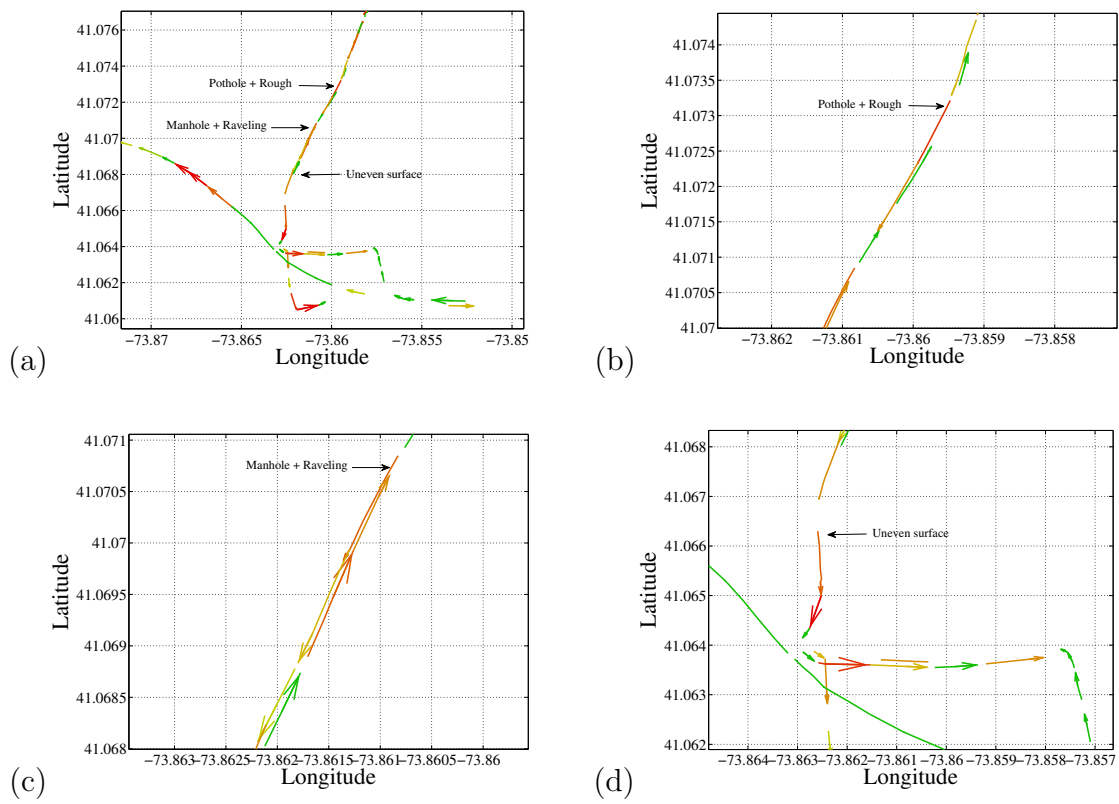 41.076
41.074
41.072
41.07
41.068
41.066
41.064
41.062
41.06
Latitude
Pothole + Rough
Manhole + Raveling
Uneven surface
−73.87 −73.865 −73.86 −73.855 −73.85
Longitude
(a)
41.074
41.0735
41.073
41.0725
41.072
41.0715
41.071
41.0705
41.07
Latitude
Pothole + Rough
−73.862 −73.861 −73.86 −73.859 −73.858
Longitude
(b)
41.071
41.0705
41.07
41.0695
41.069
41.0685
41.068
Latitude
Manhole + Raveling
−73.863 −73.8625 −73.862 −73.8615 −73.861 −73.8605 −73.86
Longitude
(c)
41.068
41.067
41.066
41.065
41.064
41.063
41.062
Latitude
Uneven surface
−73.864 −73.863 −73.862 −73.861 −73.86 −73.859 −73.858 −73.857
Longitude
(d)